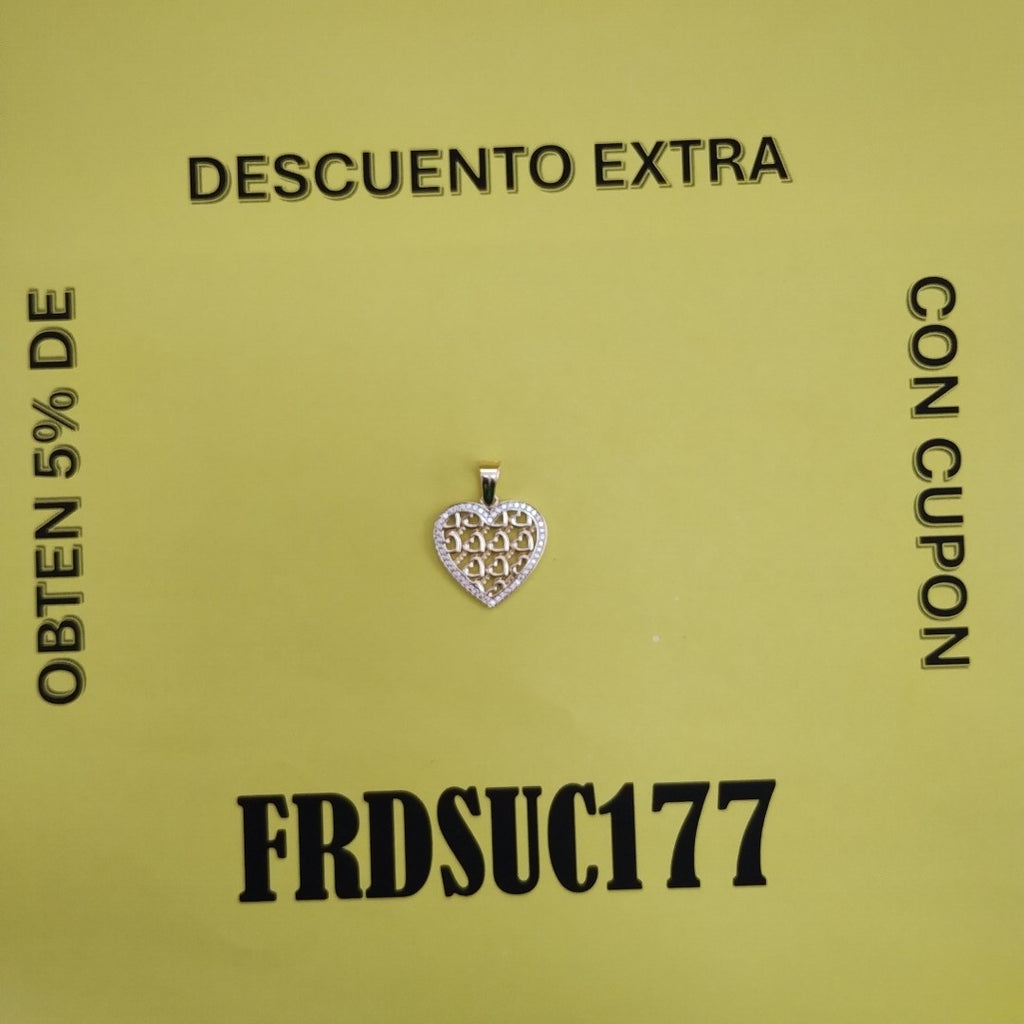 OBTEN 5% DE
DESCUENTO EXTRA
CON CUPON
FRDSUC177